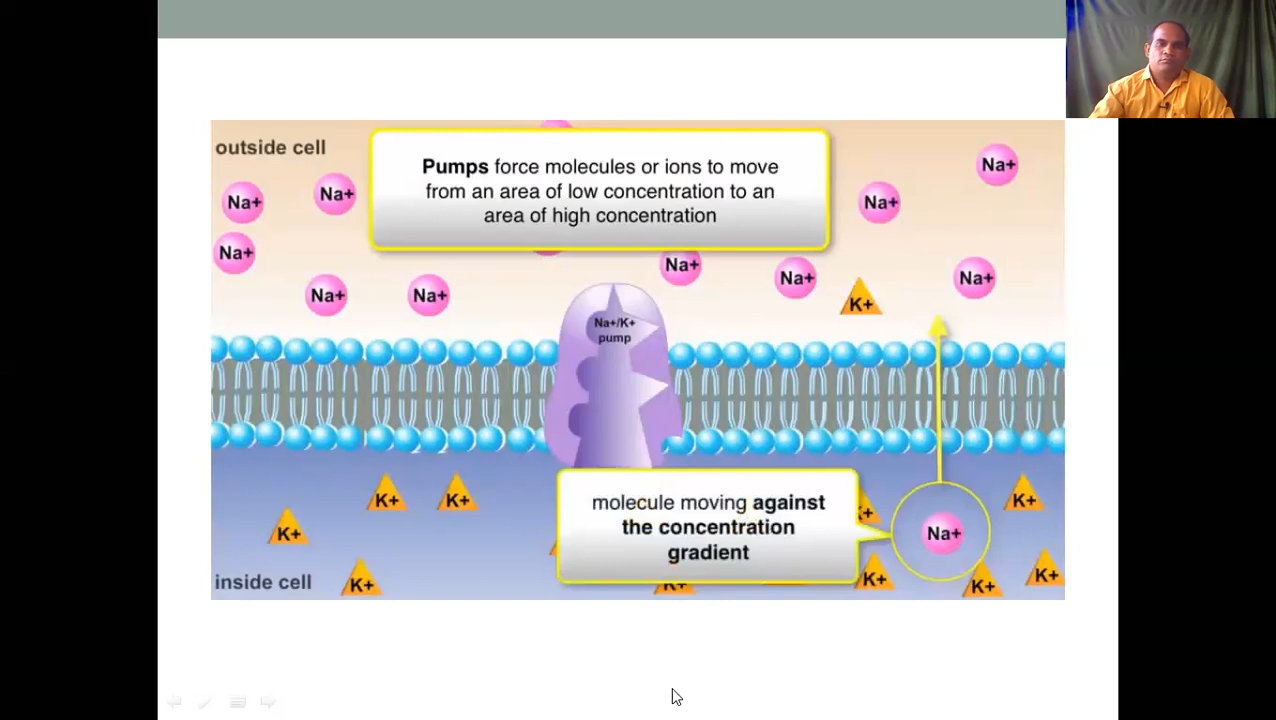 outside cell
Pumps force molecules or ions to move
from an area of low concentration to an
area of high concentration
Na+
Na+
Na+
Na+
Na+
Na+
Na+
Na+
Na+
Na+
Na+
K+
Na+/K+
pump
K+
K+
K+
K+
molecule moving against
the concentration
gradient
K+
Na+
K+
K+
K+
K+
K+
inside cell